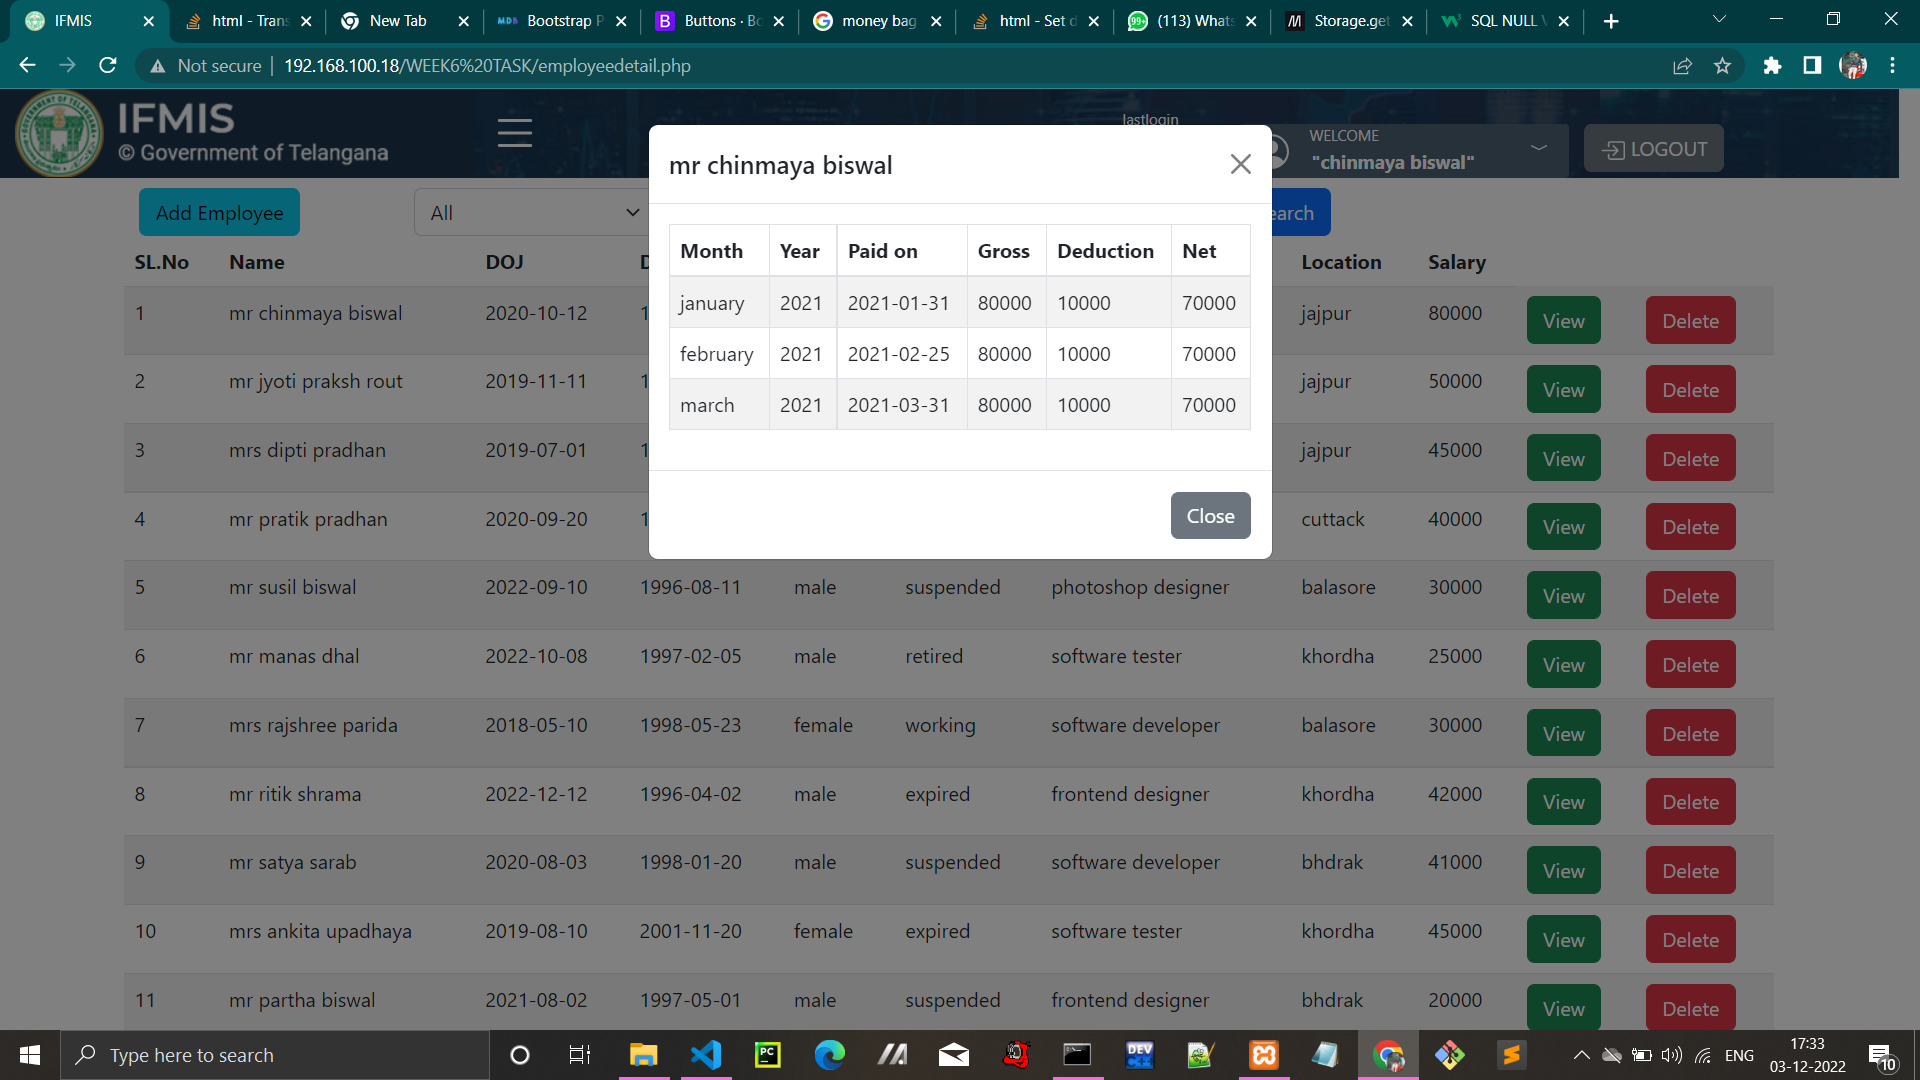 IFMIS
html - Trans
New Tab
Bootstrap P
Buttons · Bo
money bag
html - Set d
(113) Whats
Storage.get
SQL NULL V
Not secure
192.168.100.18/WEEK6%20TASK/employeedetail.php
IFMIS
© Government of Telangana
lastlogin
WELCOME
"chinmaya biswal"
LOGOUT
mr chinmaya biswal
Month Year Paid on Gross Deduction Net
january 2021 2021-01-31 80000 10000 70000
february 2021 2021-02-25 80000 10000 70000
march 2021 2021-03-31 80000 10000 70000
Close
Add Employee All earch
SL.No Name DOJ D Location Salary
1 mr chinmaya biswal 2020-10-12 1 jajpur 80000 View Delete
2 mr jyoti praksh rout 2019-11-11 1 jajpur 50000 View Delete
3 mrs dipti pradhan 2019-07-01 1 jajpur 45000 View Delete
4 mr pratik pradhan 2020-09-20 1 cuttack 40000 View Delete
5 mr susil biswal 2022-09-10 1996-08-11 male suspended photoshop designer balasore 30000 View Delete
6 mr manas dhal 2022-10-08 1997-02-05 male retired software tester khordha 25000 View Delete
7 mrs rajshree parida 2018-05-10 1998-05-23 female working software developer balasore 30000 View Delete
8 mr ritik shrama 2022-12-12 1996-04-02 male expired frontend designer khordha 42000 View Delete
9 mr satya sarab 2020-08-03 1998-01-20 male suspended software developer bhdrak 41000 View Delete
10 mrs ankita upadhaya 2019-08-10 2001-11-20 female expired software tester khordha 45000 View Delete
11 mr partha biswal 2021-08-02 1997-05-01 male suspended frontend designer bhdrak 20000 View Delete
Type here to search
ENG
17:33
03-12-2022
10